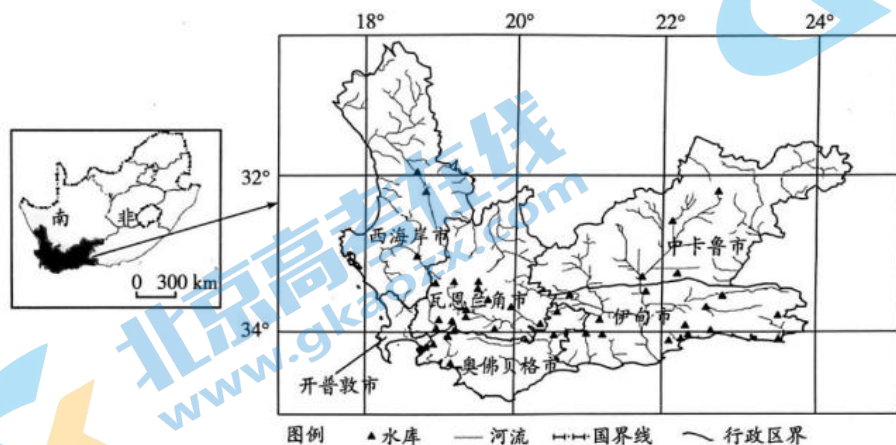 18° 20° 22° 24°
32°
34°
南 非
0 300 km
西海岸市
中卡鲁市
瓦恩兰角市
伊甸市
奥佛贝格市
开普敦市
北京高考在线
www.gkaozx.com
图例 水库 河流 国界线 行政区界